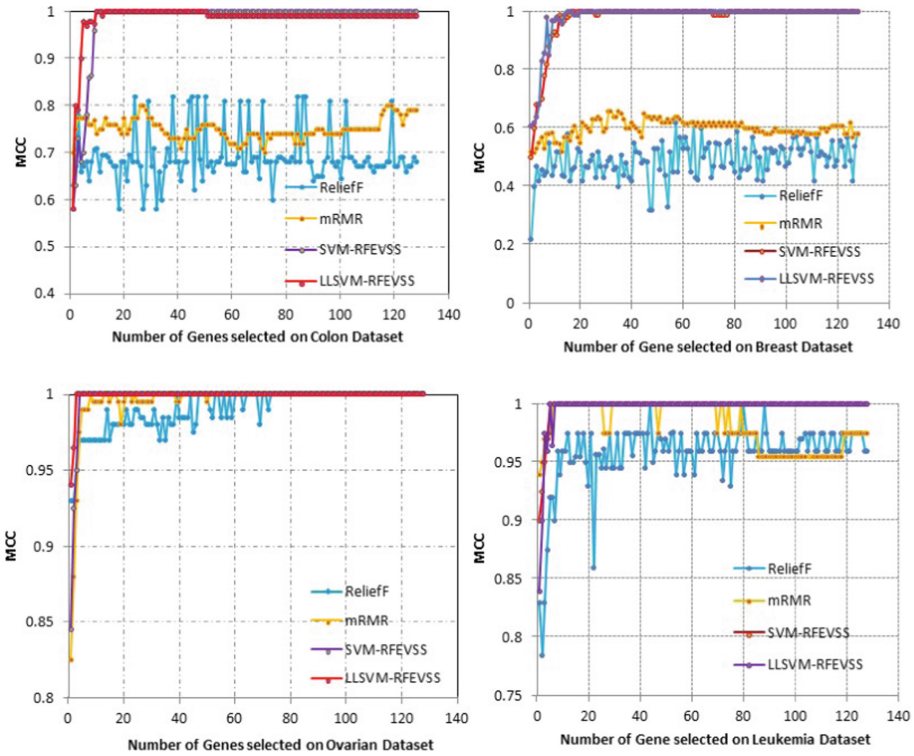 1
0.9
0.8
0.7
0.6
0.5
0.4
MCC
0 20 40 60 80 100 120 140
Number of Genes selected on Colon Dataset
ReliefF
mRMR
SVM-RFEVSS
LLSVM-RFEVSS
1
0.8
0.6
0.4
0.2
0
MCC
0 20 40 60 80 100 120 140
Number of Gene selected on Breast Dataset
ReliefF
mRMR
SVM-RFEVSS
LLSVM-RFEVSS
1
0.95
0.9
0.85
0.8
MCC
0 20 40 60 80 100 120 140
Number of Genes selected on Ovarian Dataset
ReliefF
mRMR
SVM-RFEVSS
LLSVM-RFEVSS
1
0.95
0.9
0.85
0.8
0.75
MCC
0 20 40 60 80 100 120 140
Number of Gene selected on Leukemia Dataset
ReliefF
mRMR
SVM-RFEVSS
LLSVM-RFEVSS